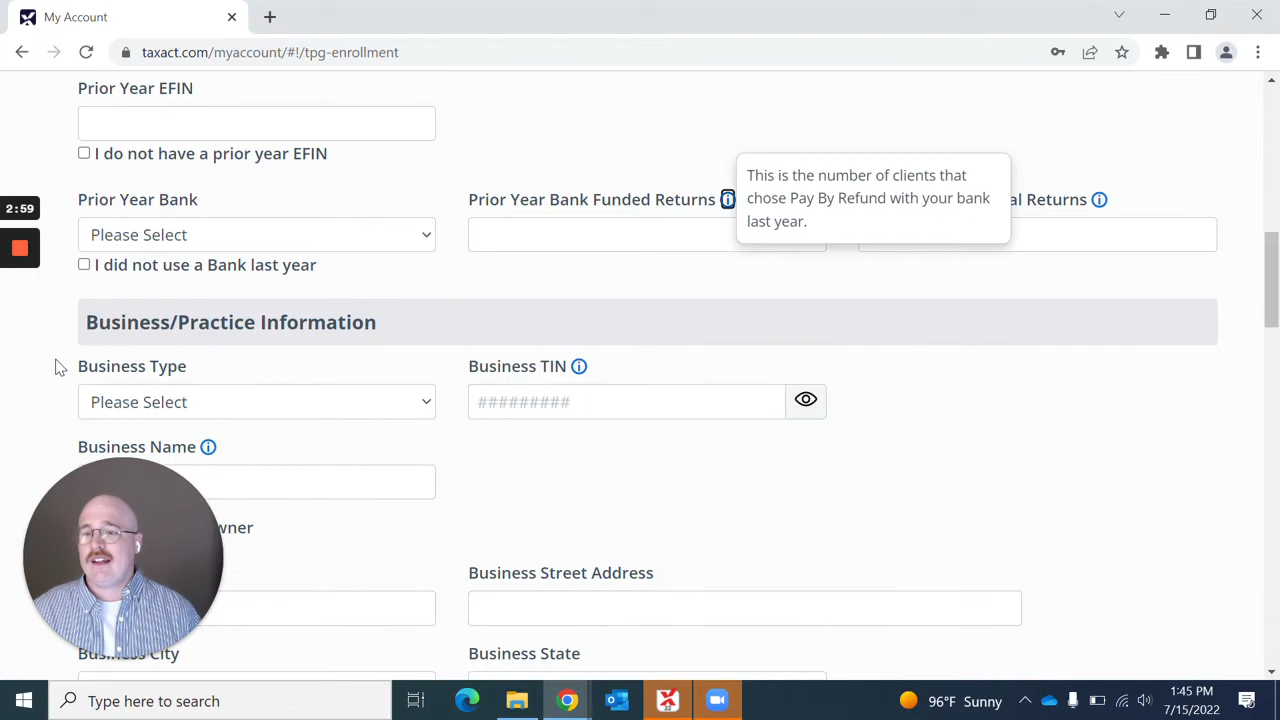 My Account
taxact.com/myaccount/#!/tpg-enrollment
Prior Year EFIN
I do not have a prior year EFIN
2:59
Prior Year Bank
Prior Year Bank Funded Returns
This is the number of clients that
chose Pay By Refund with your bank
last year.
al Returns
Please Select
I did not use a Bank last year
Business/Practice Information
Business Type
Business TIN
Please Select
#########
Business Name
wner
Business Street Address
Business City
Business State
Type here to search
22
96°F Sunny
1:45 PM
7/15/2022